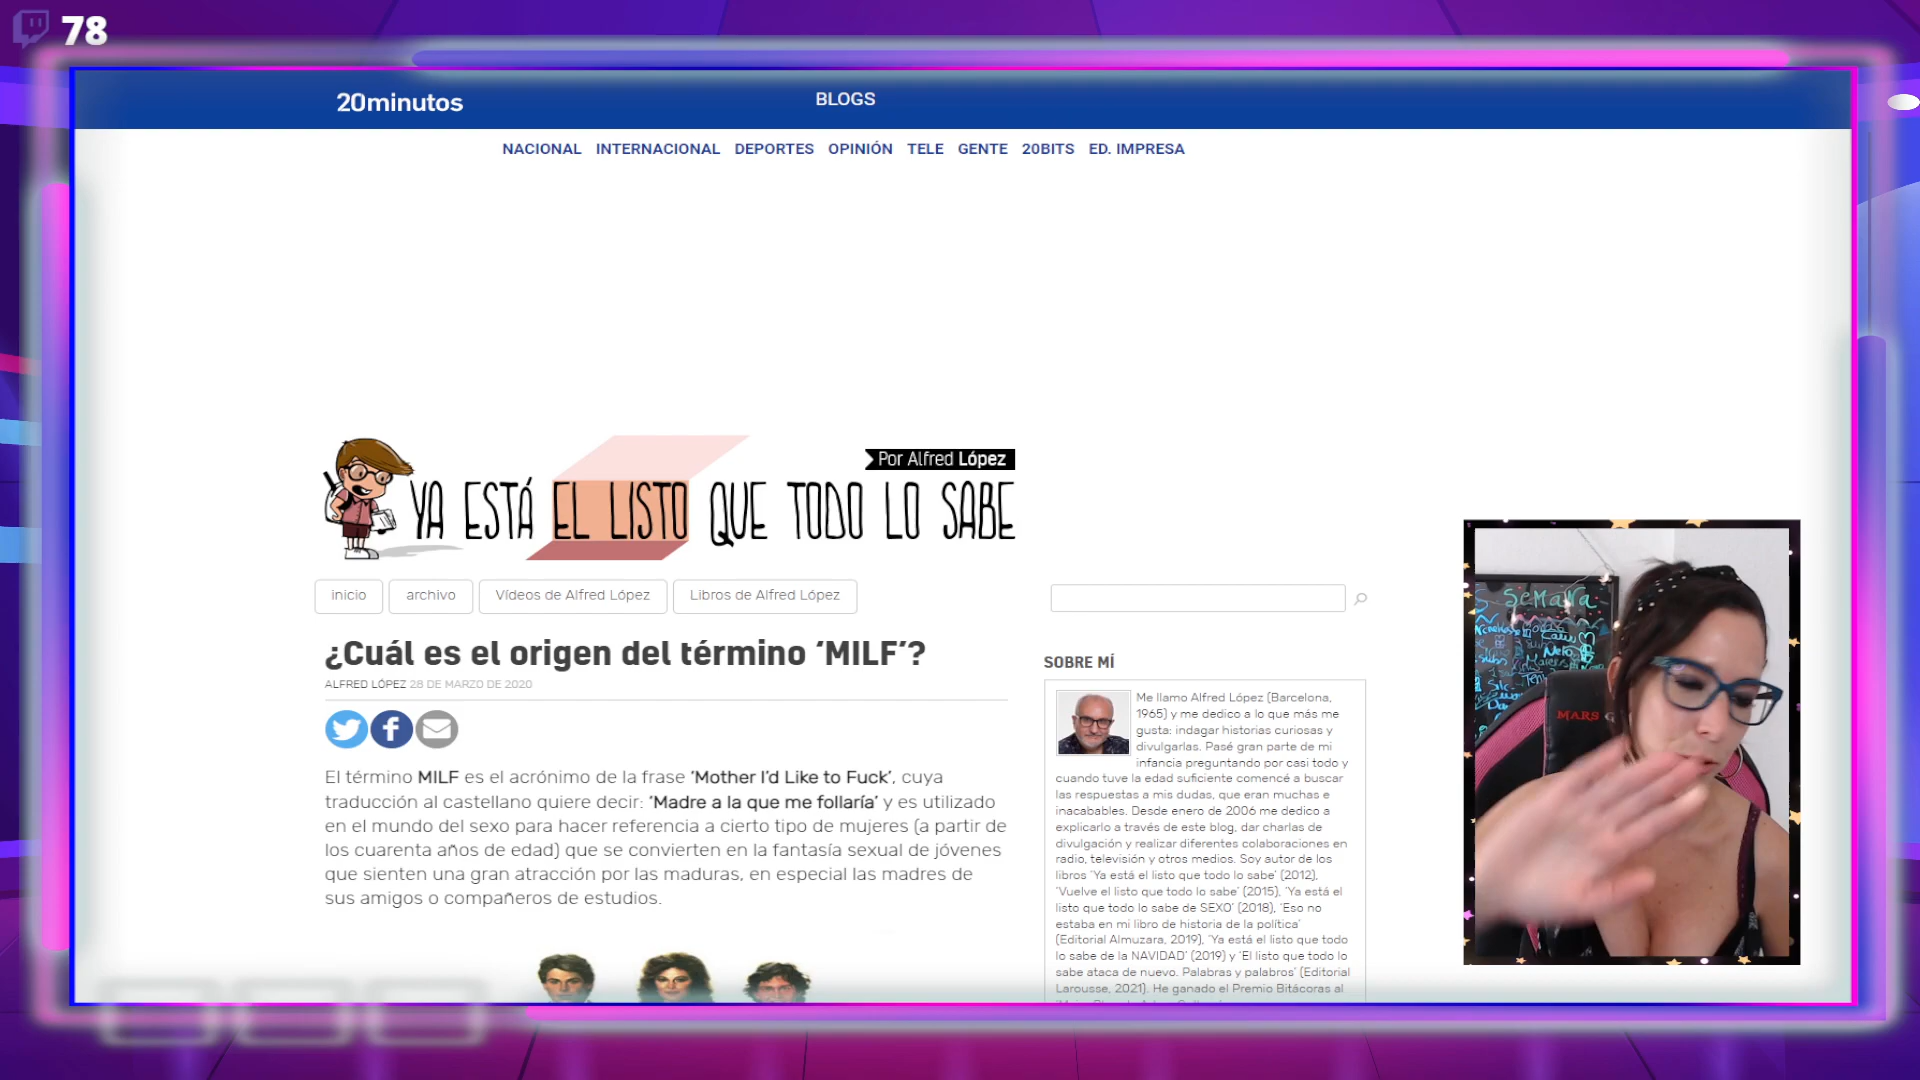 78
20minutos
BLOGS
NACIONAL INTERNACIONAL DEPORTES OPINIÓN TELE GENTE 20BITS ED. IMPRESA
Por Alfred López
YA ESTÁ EL LISTO QUE TODO LO SABE
inicio archivo Vídeos de Alfred López Libros de Alfred López
¿Cuál es el origen del término ‘MILF’?
ALFRED LÓPEZ 28 DE MARZO DE 2020
El término MILF es el acrónimo de la frase ‘Mother I’d Like to Fuck’, cuya
traducción al castellano quiere decir: ‘Madre a la que me follaría’ y es utilizado
en el mundo del sexo para hacer referencia a cierto tipo de mujeres (a partir de
los cuarenta años de edad) que se convierten en la fantasía sexual de jóvenes
que sienten una gran atracción por las maduras, en especial las madres de
sus amigos o compañeros de estudios.
SOBRE MÍ
Me llamo Alfred López (Barcelona,
1965) y me dedico a lo que más me
gusta: indagar historias curiosas y
divulgarlas. Pasé gran parte de mi
infancia preguntando por casi todo y
cuando tuve la edad suficiente comencé a buscar
las respuestas a mis dudas, que eran muchas e
inacabables. Desde enero de 2006 me dedico a
explicarlo a través de este blog, dar charlas de
divulgación y realizar diferentes colaboraciones en
radio, televisión y otros medios. Soy autor de los
libros ‘Ya está el listo que todo lo sabe’ (2012),
‘Vuelve el listo que todo lo sabe’ (2015), ‘Ya está el
listo que todo lo sabe de SEXO’ (2018), ‘Eso no
estaba en mi libro de historia de la política’
(Editorial Almuzara, 2019), ‘Ya está el listo que todo
lo sabe de la NAVIDAD’ (2019) y ‘El listo que todo lo
sabe ataca de nuevo. Palabras y palabros’ (Editorial
Larousse, 2021). He ganado el Premio Bitácoras al
SeMaNa
MARS